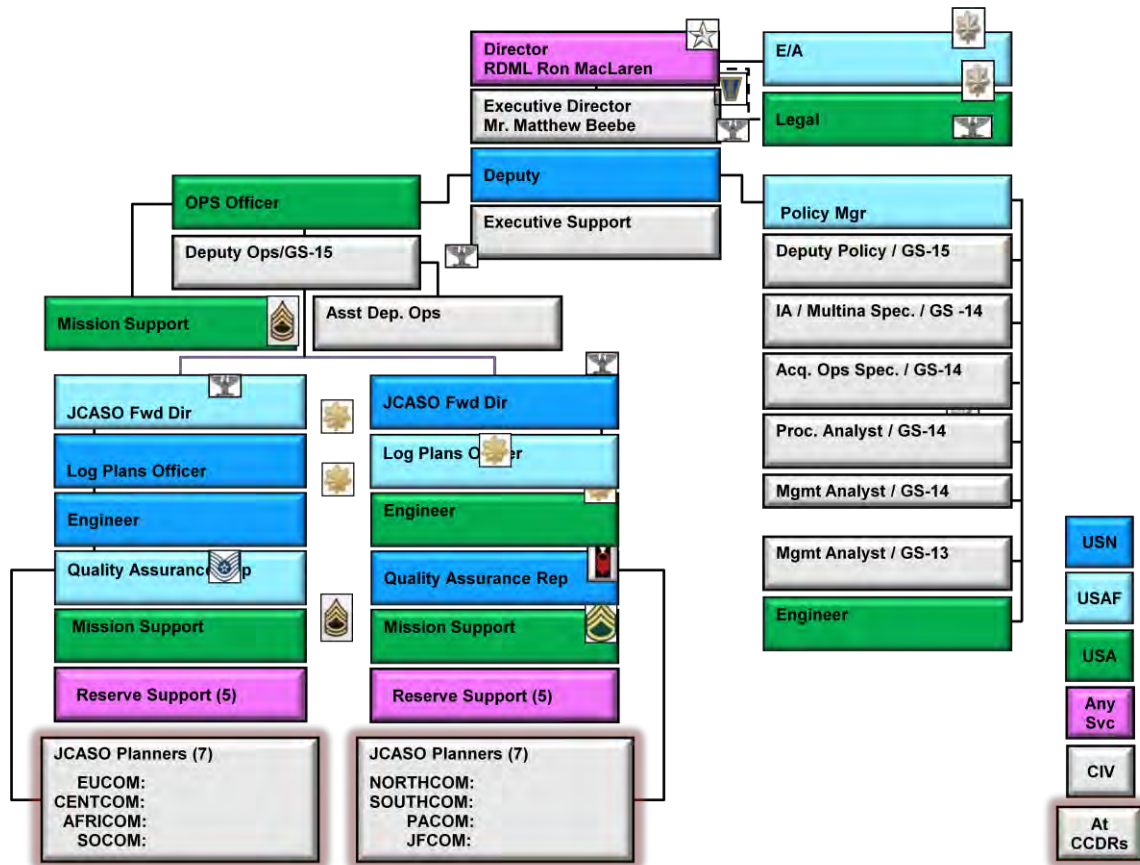 Director
RDML Ron MacLaren
E/A
Executive Director
Mr. Matthew Beebe
Legal
Deputy
Executive Support
OPS Officer
Deputy Ops/GS-15
Mission Support
Asst Dep. Ops
Policy Mgr
Deputy Policy / GS-15
IA / Multina Spec. / GS -14
Acq. Ops Spec. / GS-14
Proc. Analyst / GS-14
Mgmt Analyst / GS-14
Mgmt Analyst / GS-13
Engineer
JCASO Fwd Dir
Log Plans Officer
Engineer
Quality Assurance
Mission Support
Reserve Support (5)
JCASO Planners (7)
EUCOM:
CENTCOM:
AFRICOM:
SOCOM:
JCASO Fwd Dir
Log Plans
Engineer
Quality Assurance Rep
Mission Support
Reserve Support (5)
JCASO Planners (7)
NORTHCOM:
SOUTHCOM:
PACOM:
JFCOM:
USN
USAF
USA
Any
Svc
CIV
At
CCDRs